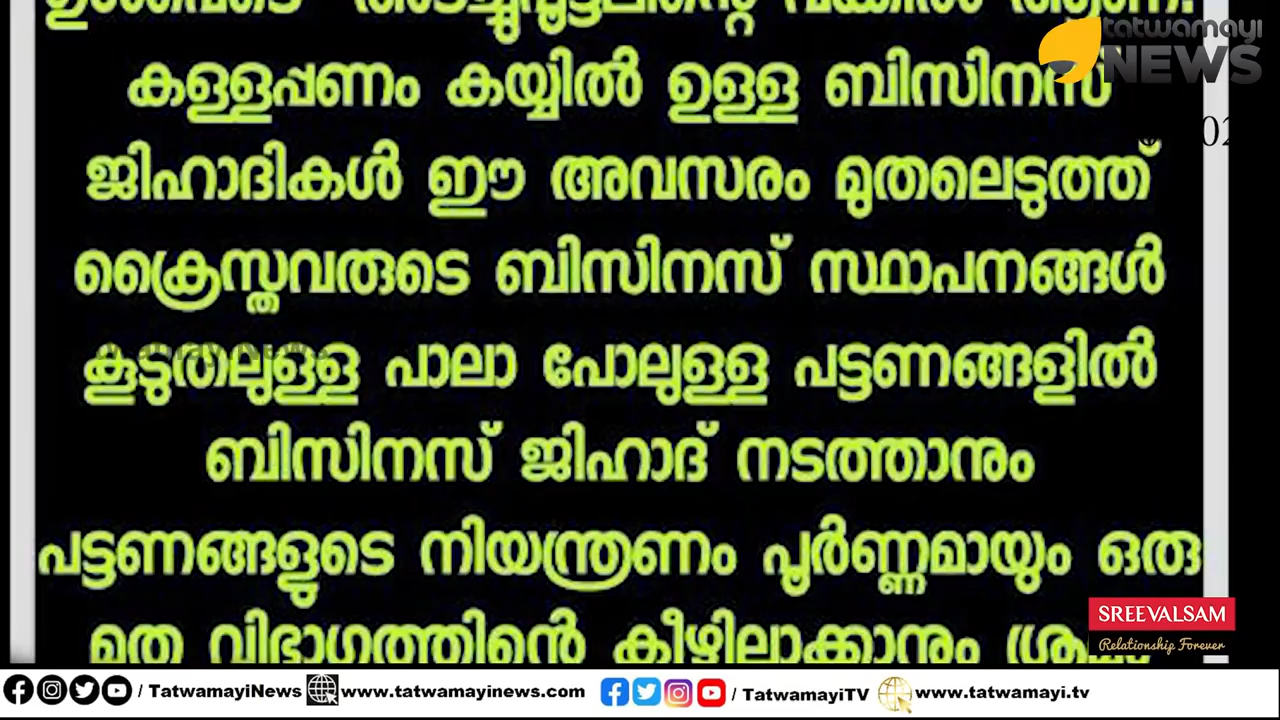 tatwamayi
NEWS
കള്ളപ്പണം കയ്യിൽ ഉള്ള ബിസിനസ്
ജിഹാദികൾ ഈ അവസരം മുതലെടുത്ത്
ക്രൈസ്തവരുടെ ബിസിനസ് സ്ഥാപനങ്ങൾ
കൂടുതലുള്ള പാലാ പോലുള്ള പട്ടണങ്ങളിൽ
ബിസിനസ് ജിഹാദ് നടത്താനും
പട്ടണങ്ങളുടെ നിയന്ത്രണം പൂർണ്ണമായും ഒരു
മത വിഭാഗത്തിൻെ കീഴിലാക്കാനും
SREEVALSAM
Relationship Forever
/ TatwamayiNews www.tatwamayinews.com / TatwamayiTV www.tatwamayi.tv